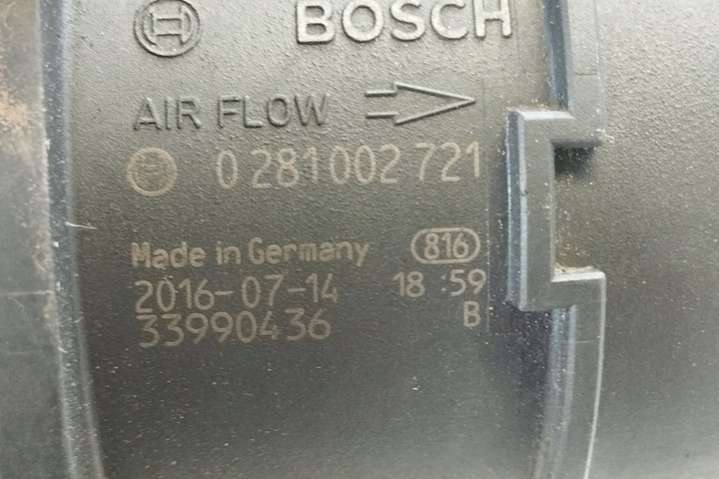 BOSCH
AIR FLOW
0 281 002 721
Made in Germany 816
2016-07-14 18:59
33990436 B